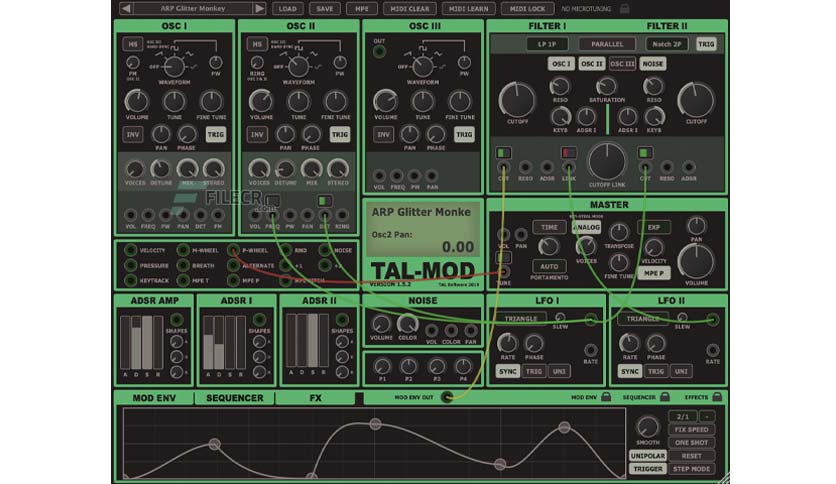 ARP Glitter Monkey LOAD SAVE MPE MIDI CLEAR MIDI LEARN MIDI LOCK NO MICROTUNING
OSC I OSC II OSC III FILTER I FILTER II
HS HS OUT LP 1P PARALLEL Notch 2P TRIG
OSC I OSC II OSC III NOISE
OFF OFF OFF
FM PW RING PW PW
WAVEFORM WAVEFORM WAVEFORM
RESO SATURATION RESO
VOLUME TUNE FINE TUNE VOLUME TUNE FINE TUNE VOLUME TUNE FINE TUNE
CUTOFF KEYB ADSR I ADSR I KEYB CUTOFF
INV TRIG INV TRIG INV TRIG
PAN PHASE PAN PHASE PAN PHASE
VOICES DETUNE MIX STEREO VOICES DETUNE MIX STEREO
CUT RESO ADSR LINK CUTOFF LINK CUT RESO ADSR
VOL FREQ PW PAN
FILECR
.com
VOL FREQ PW PAN DET FM VOL FREQ PW PAN DET RING
ARP Glitter Monke
Osc2 Pan:
0.00
TAL-MOD
VERSION 1.5.2 TAL Software 2019
MASTER
TIME ANALOG EXP
VOL PAN TRANSPOSE PAN
AUTO VOICES VELOCITY
PORTAMENTO FINE TUNE MPE P VOLUME
TUNE
VELOCITY M-WHEEL P-WHEEL RND NOISE
PRESSURE BREATH ALTERNATE +1
KEYTRACK MPE T MPE P MPE PITCH
ADSR AMP ADSR I ADSR II NOISE LFO I LFO II
SHAPES SHAPES SHAPES
VOLUME COLOR VOL COLOR PAN
TRIANGLE SLEW TRIANGLE SLEW
RATE PHASE RATE RATE PHASE RATE
A D S R A D S R A D S R
P1 P2 P3 P4
SYNC TRIG UNI SYNC TRIG UNI
MOD ENV SEQUENCER FX MOD ENV OUT MOD ENV SEQUENCER EFFECTS
2/1 -
FIX SPEED
SMOOTH ONE SHOT
UNIPOLAR RESET
TRIGGER STEP MODE